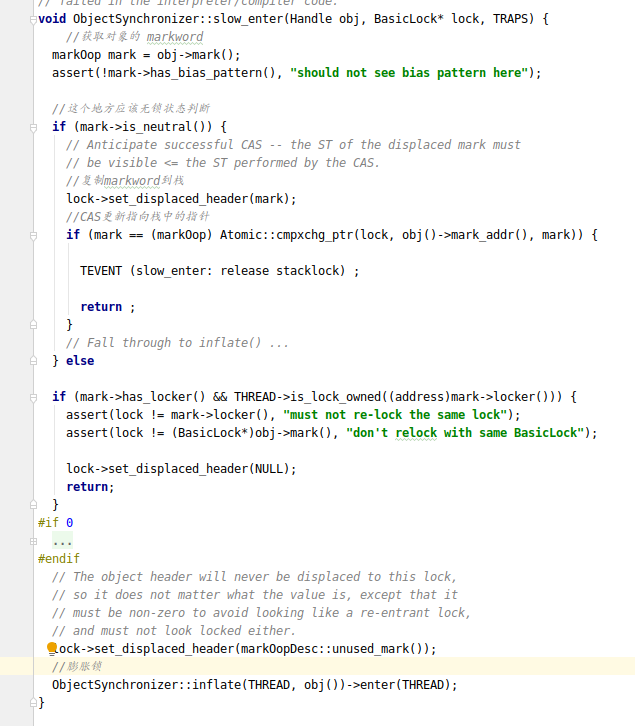 // failed in the interpreter/compiler code.
void ObjectSynchronizer::slow_enter(Handle obj, BasicLock* lock, TRAPS) {
//获取对象的 markword
markOop mark = obj->mark();
assert(!mark->has_bias_pattern(), "should not see bias pattern here");
//这个地方应该无锁状态判断
if (mark->is_neutral()) {
// Anticipate successful CAS -- the ST of the displaced mark must
// be visible <= the ST performed by the CAS.
//复制markword到栈
lock->set_displaced_header(mark);
//CAS更新指向栈中的指针
if (mark == (markOop) Atomic::cmpxchg_ptr(lock, obj()->mark_addr(), mark)) {
TEVENT (slow_enter: release stacklock) ;
return ;
}
// Fall through to inflate() ...
} else
if (mark->has_locker() && THREAD->is_lock_owned((address)mark->locker())) {
assert(lock != mark->locker(), "must not re-lock the same lock");
assert(lock != (BasicLock*)obj->mark(), "don't relock with same BasicLock");
lock->set_displaced_header(NULL);
return;
}
#if 0
...
#endif
// The object header will never be displaced to this lock,
// so it does not matter what the value is, except that it
// must be non-zero to avoid looking like a re-entrant lock,
// and must not look locked either.
lock->set_displaced_header(markOopDesc::unused_mark());
//膨胀锁
ObjectSynchronizer::inflate(THREAD, obj())->enter(THREAD);
}